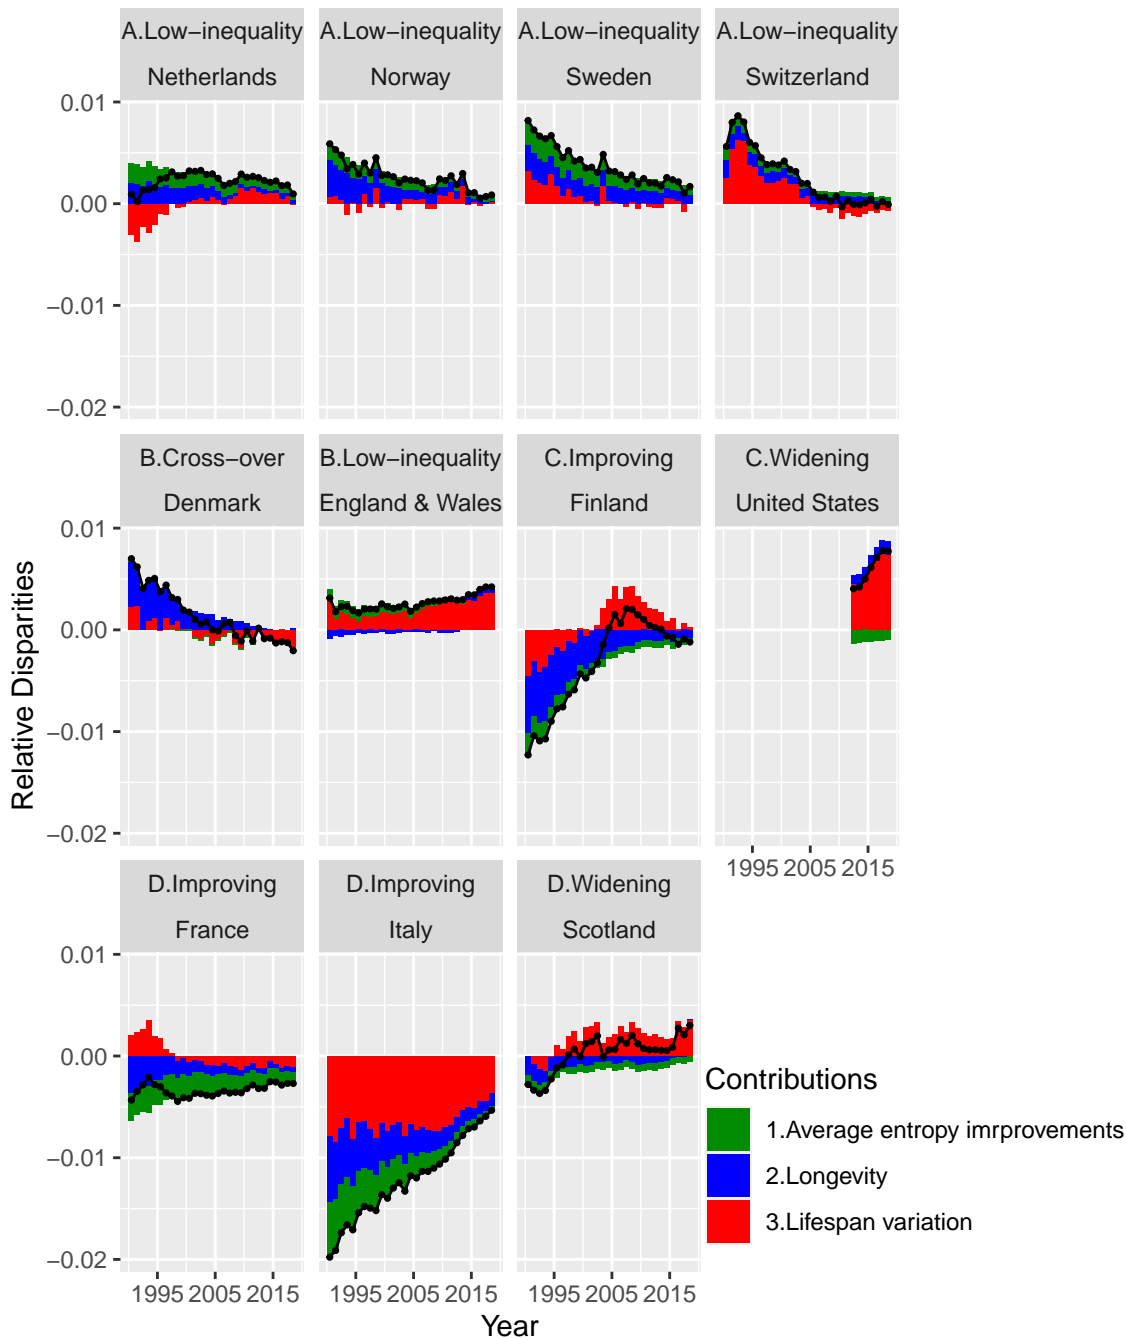 A.Low−inequality
Netherlands
A.Low−inequality
Norway
A.Low−inequality
Sweden
A.Low−inequality
Switzerland
0.01
0.00
−0.01
−0.02
B.Cross−over
Denmark
B.Low−inequality
England & Wales
C.Improving
Finland
C.Widening
United States
0.01
0.00
−0.01
−0.02
1995 2005 2015
D.Improving
France
D.Improving
Italy
D.Widening
Scotland
0.01
0.00
−0.01
−0.02
1995 2005 2015
1995 2005 2015
1995 2005 2015
Year
Relative Disparities
Contributions
1.Average entropy imrprovements
2.Longevity
3.Lifespan variation